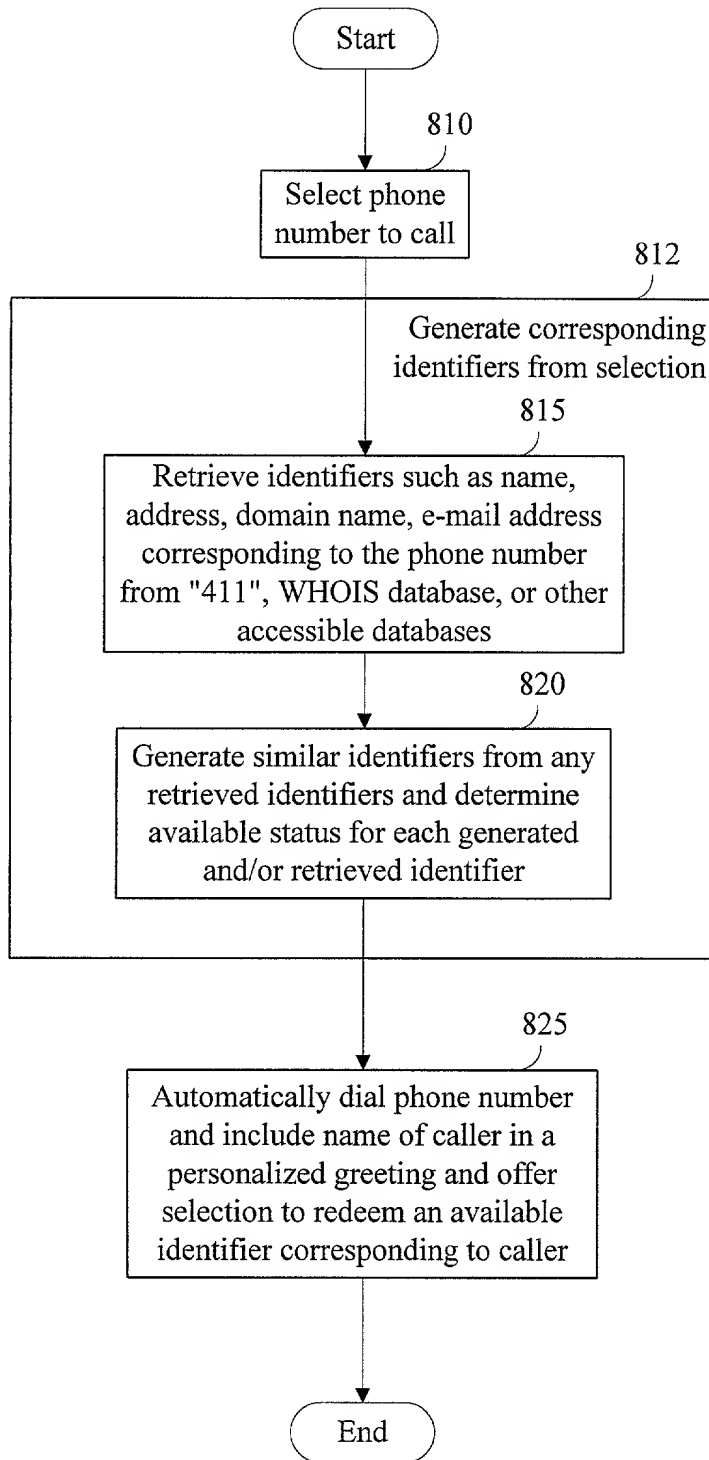 Start
810
Select phone
number to call
812
Generate corresponding
identifiers from selection
815
Retrieve identifiers such as name,
address, domain name, e-mail address
corresponding to the phone number
from "411", WHOIS database, or other
accessible databases
820
Generate similar identifiers from any
retrieved identifiers and determine
available status for each generated
and/or retrieved identifier
825
Automatically dial phone number
and include name of caller in a
personalized greeting and offer
selection to redeem an available
identifier corresponding to caller
End